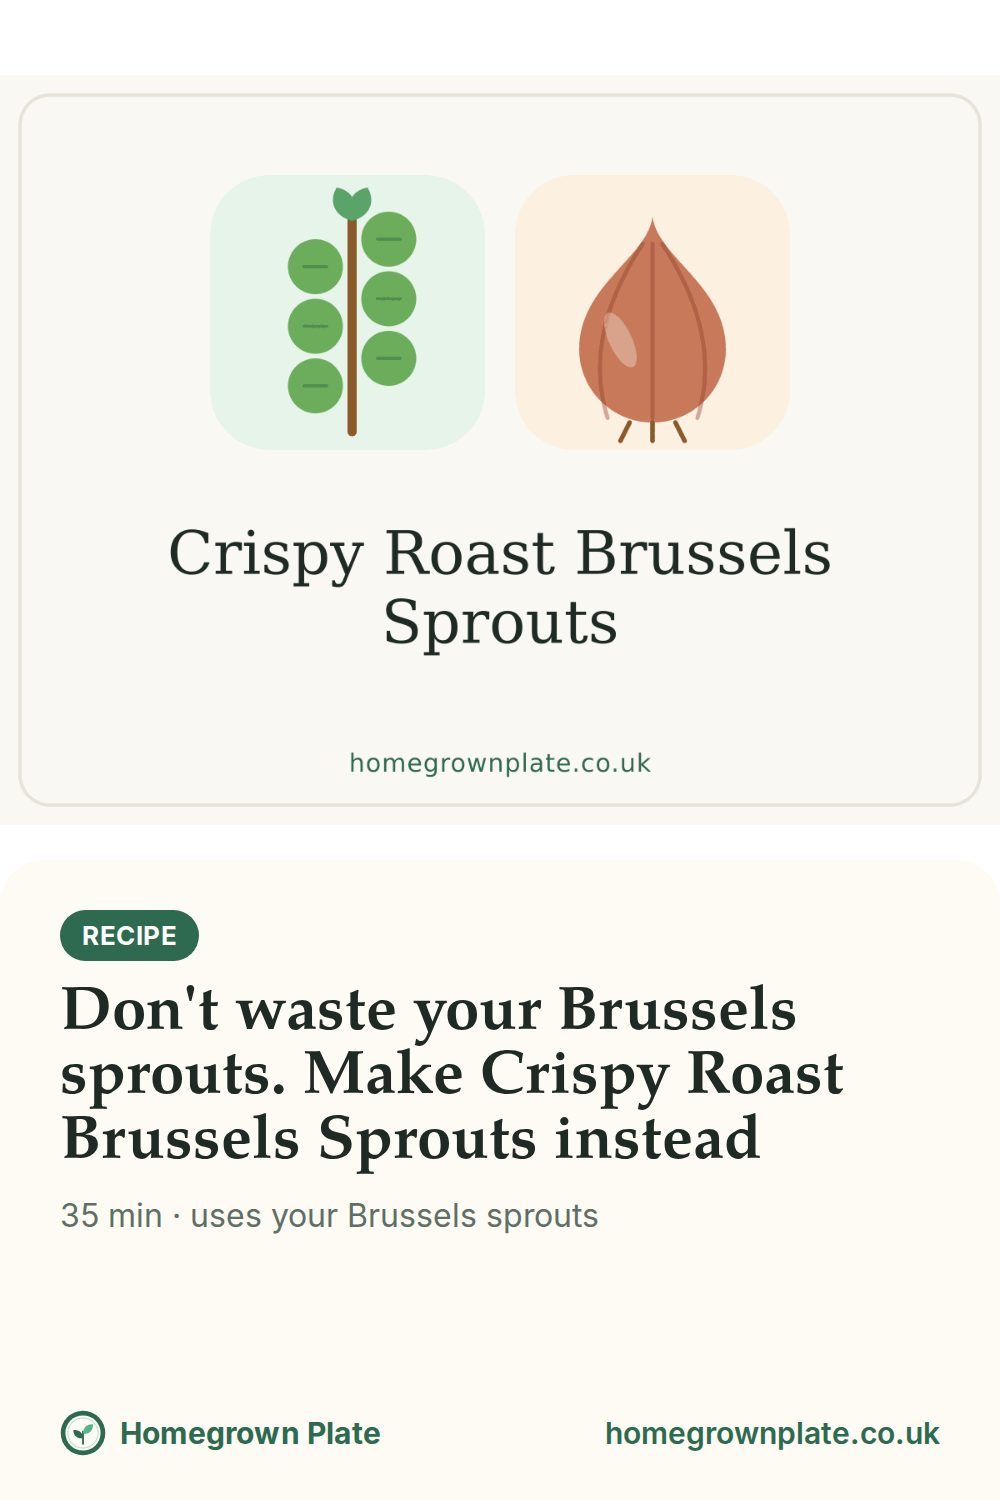 Crispy Roast Brussels
Sprouts
homegrownplate.co.uk
RECIPE
Don't waste your Brussels
sprouts. Make Crispy Roast
Brussels Sprouts instead
35 min · uses your Brussels sprouts
Homegrown Plate
homegrownplate.co.uk